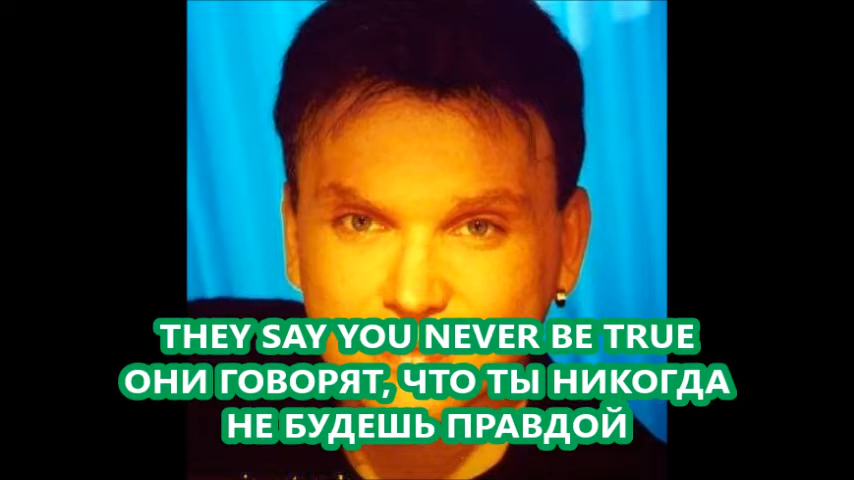 THEY SAY YOU NEVER BE TRUE
ОНИ ГОВОРЯТ, ЧТО ТЫ НИКОГДА
НЕ БУДЕШЬ ПРАВДОЙ